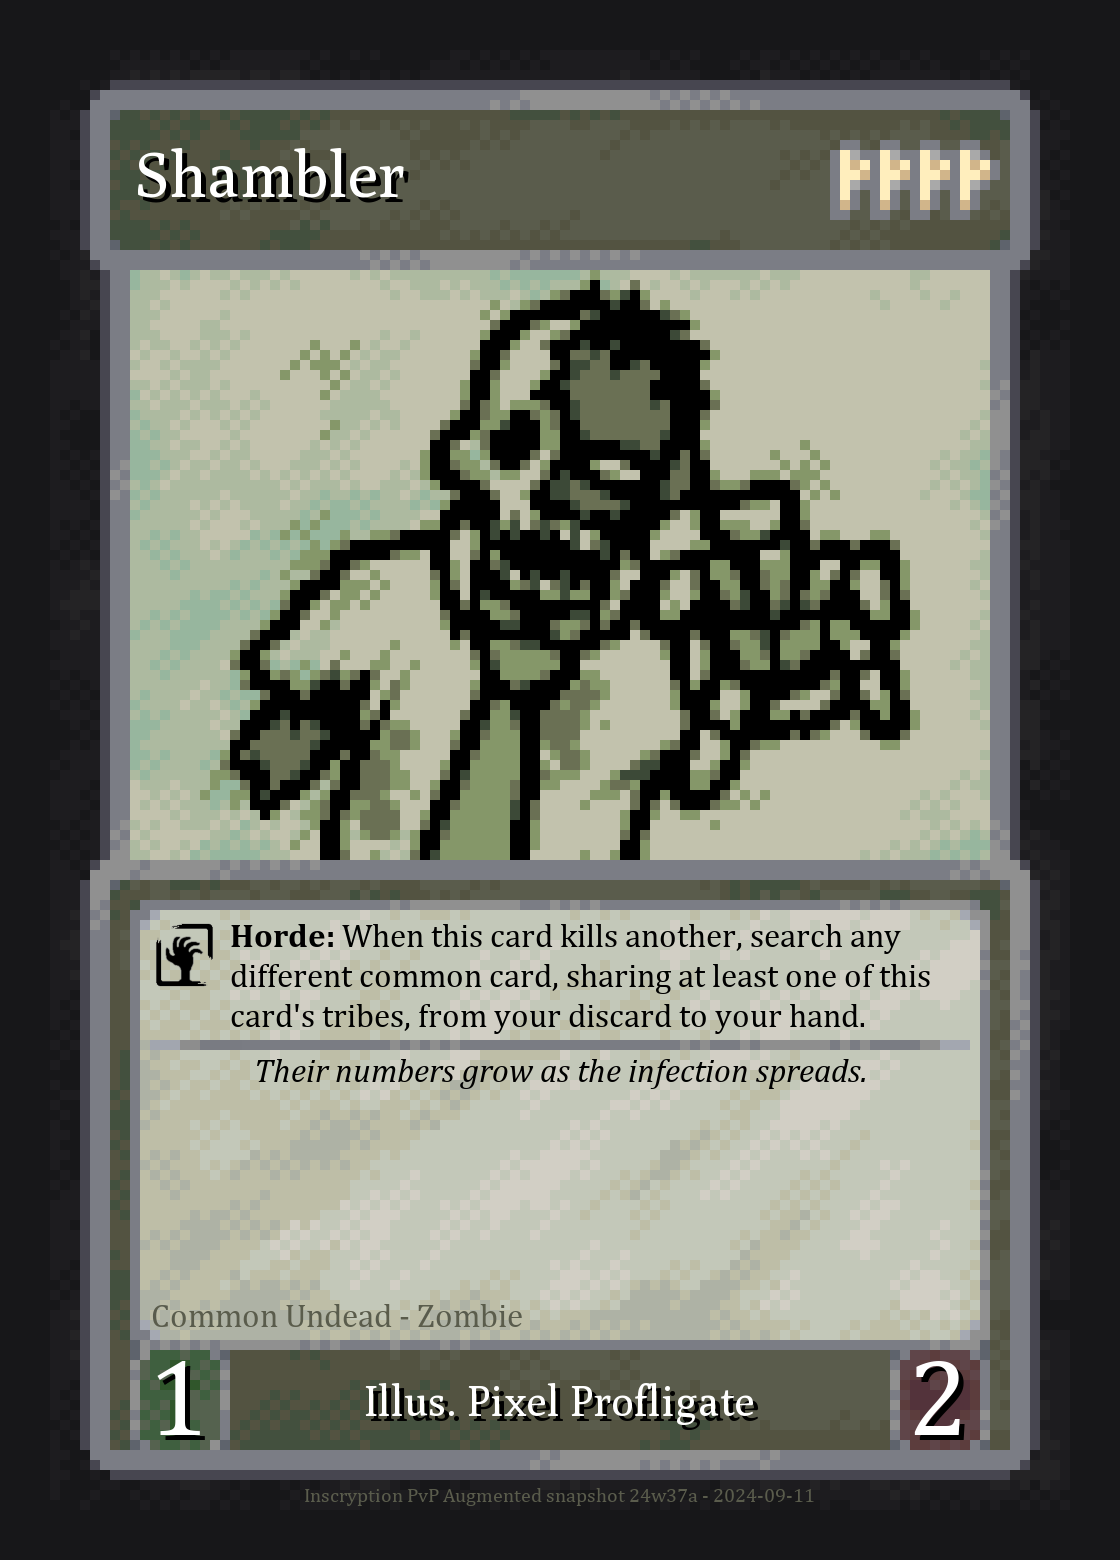 Shambler
Horde: When this card kills another, search any
different common card, sharing at least one of this
card's tribes, from your discard to your hand.
Their numbers grow as the infection spreads.
Common Undead - Zombie
1
Illus. Pixel Profligate
2
Inscryption PvP Augmented snapshot 24w37a - 2024-09-11